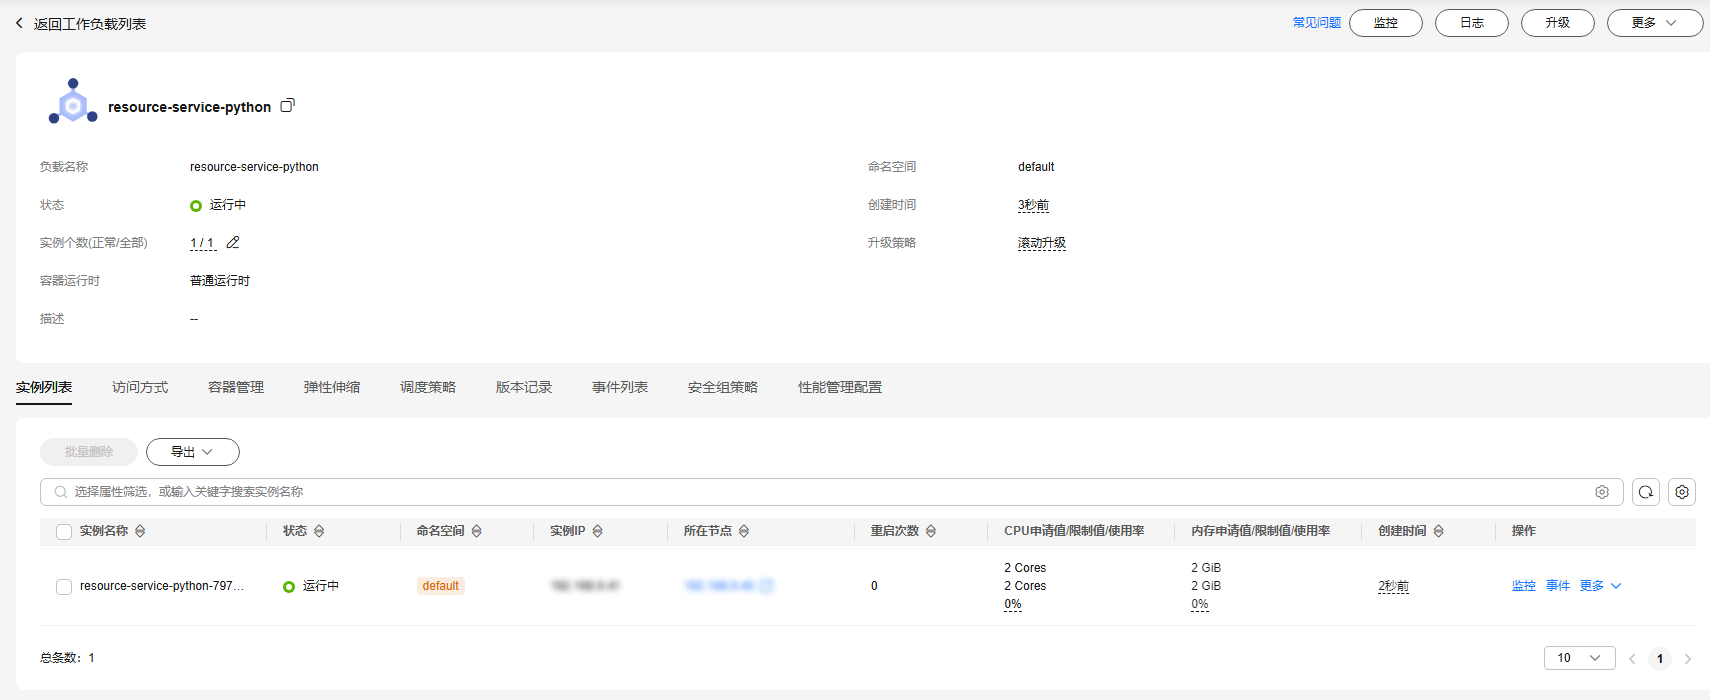 返回工作负载列表
常见问题 监控 日志 升级 更多
resource-service-python
负载名称 resource-service-python 命名空间 default
状态 运行中 创建时间 3秒前
实例个数(正常/全部) 1 / 1 升级策略 滚动升级
容器运行时 普通运行时
描述 --
实例列表 访问方式 容器管理 弹性伸缩 调度策略 版本记录 事件列表 安全组策略 性能管理配置
批量删除 导出
选择属性筛选，或输入关键字搜索实例名称
实例名称 状态 命名空间 实例IP 所在节点 重启次数 CPU申请值/限制值/使用率 内存申请值/限制值/使用率 创建时间 操作
resource-service-python-797... 运行中 default 0 2 Cores 2 GiB 2秒前 监控 事件 更多
2 Cores 2 GiB
0% 0%
总条数：1 10 1